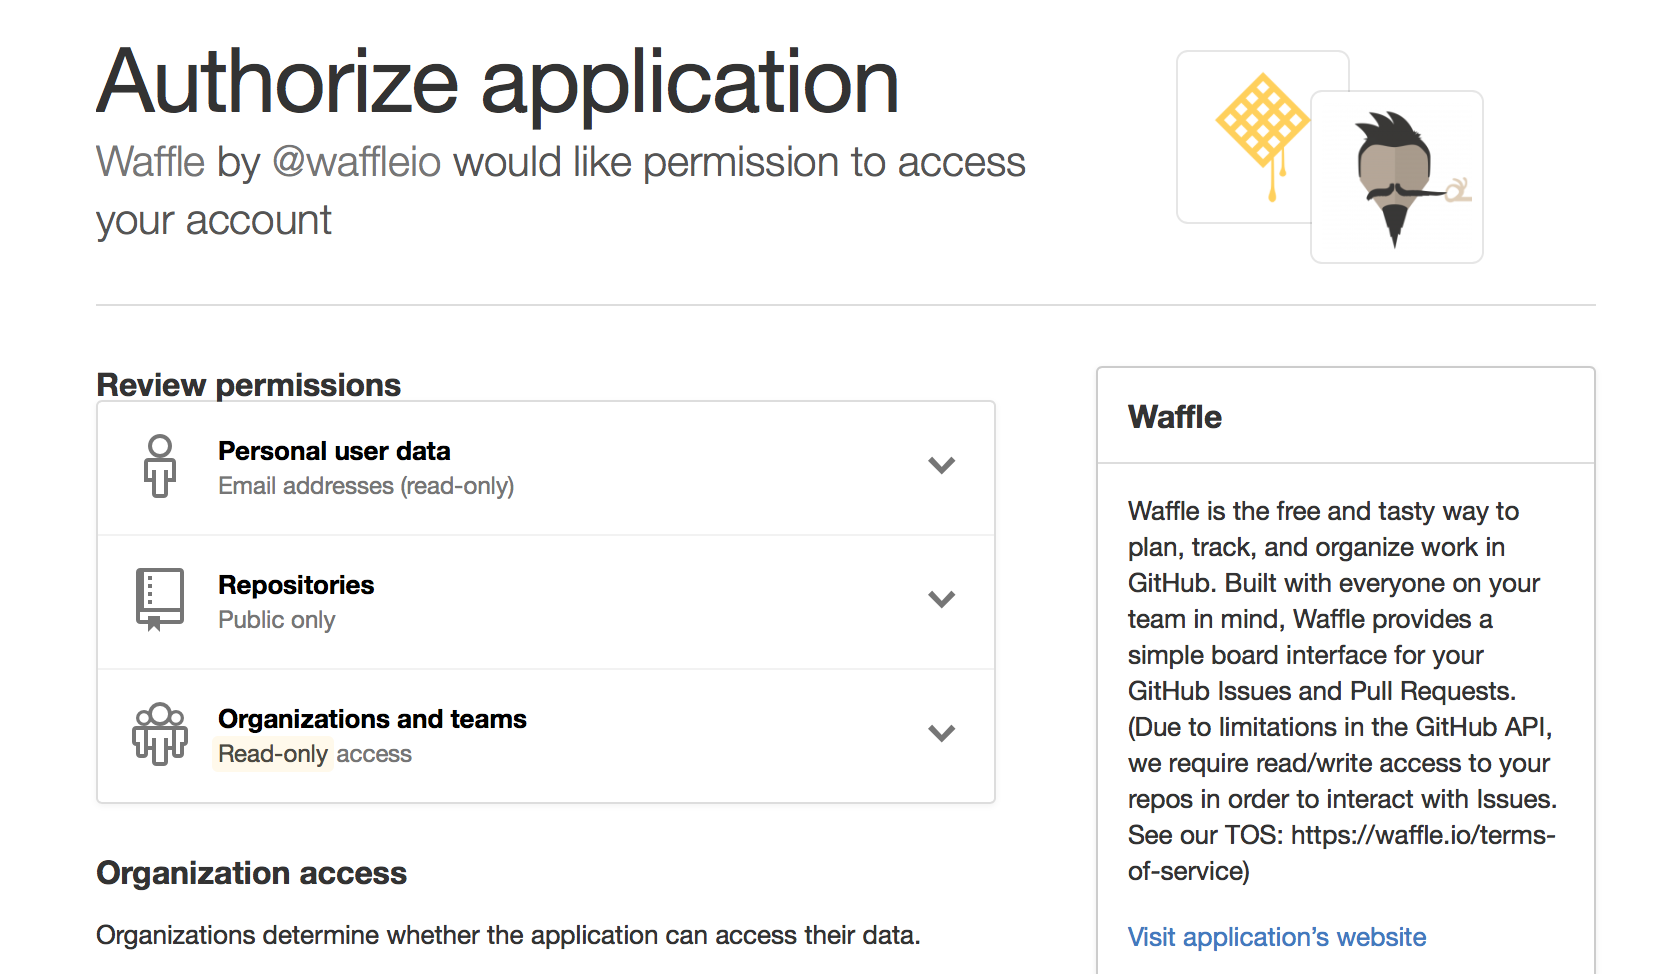 Authorize application
Waffle by @waffleio would like permission to access
your account
Review permissions
Personal user data
Email addresses (read-only)
Repositories
Public only
Organizations and teams
Read-only access
Organization access
Organizations determine whether the application can access their data.
Waffle
Waffle is the free and tasty way to
plan, track, and organize work in
GitHub. Built with everyone on your
team in mind, Waffle provides a
simple board interface for your
GitHub Issues and Pull Requests.
(Due to limitations in the GitHub API,
we require read/write access to your
repos in order to interact with Issues.
See our TOS: https://waffle.io/terms-
of-service)
Visit application's website